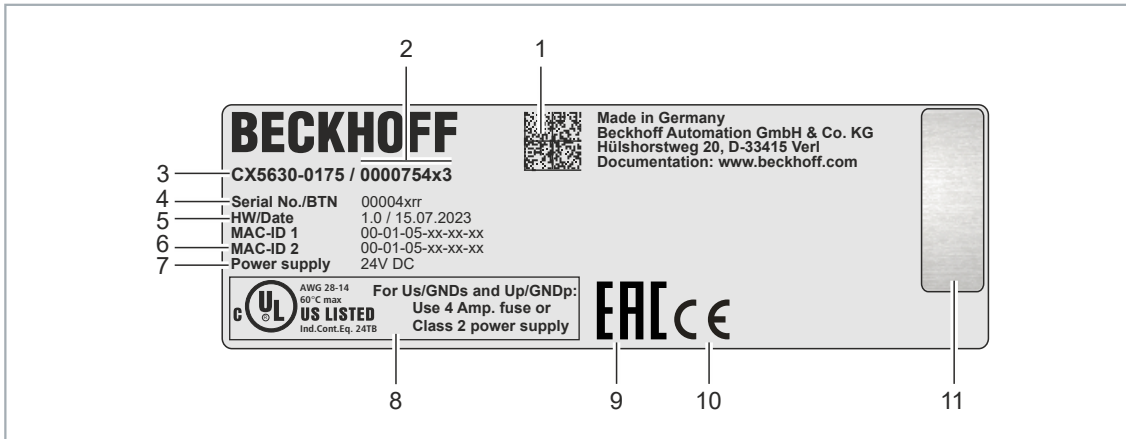 2
1
BECKHOFF
Made in Germany
Beckhoff Automation GmbH & Co. KG
Hülshorstweg 20, D-33415 Verl
Documentation: www.beckhoff.com
3
CX5630-0175 / 0000754x3
4
Serial No./BTN 00004xrr
5
HW/Date 1.0 / 15.07.2023
MAC-ID 1 00-01-05-xx-xx-xx
6
MAC-ID 2 00-01-05-xx-xx-xx
7
Power supply 24V DC
C UL ®
AWG 28-14
60°C max
US LISTED
Ind.Cont.Eq. 24TB
For Us/GNDs and Up/GNDp:
Use 4 Amp. fuse or
Class 2 power supply
EAC CE
8
9
10
11